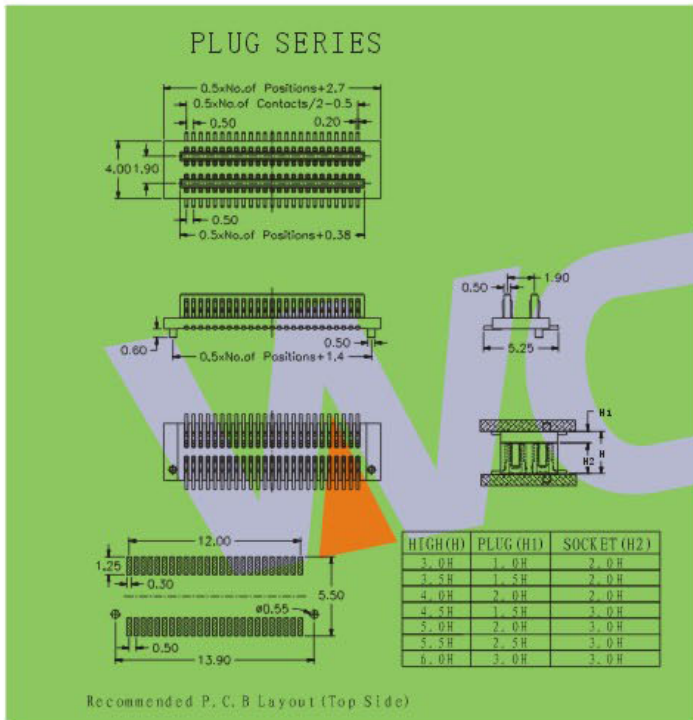 PLUG SERIES
0.5xNo.of Positions+2.7
0.5xNo.of Contacts/2-0.5
0.50 0.20
4.00 1.90
0.50
0.5xNo.of Positions+0.38
0.50 1.90
0.60 0.50
0.5xNo.of Positions+1.4
5.25
H1
H2 H
12.00
1.25
0.30
5.50
ø0.55
0.50
13.90
HIGH(H) PLUG(H1) SOCKET(H2)
3.0H 1.0H 2.0H
3.5H 1.5H 2.0H
4.0H 2.0H 2.0H
4.5H 1.5H 3.0H
5.0H 2.0H 3.0H
5.5H 2.5H 3.0H
6.0H 3.0H 3.0H
Recommended P.C.B Layout(Top Side)